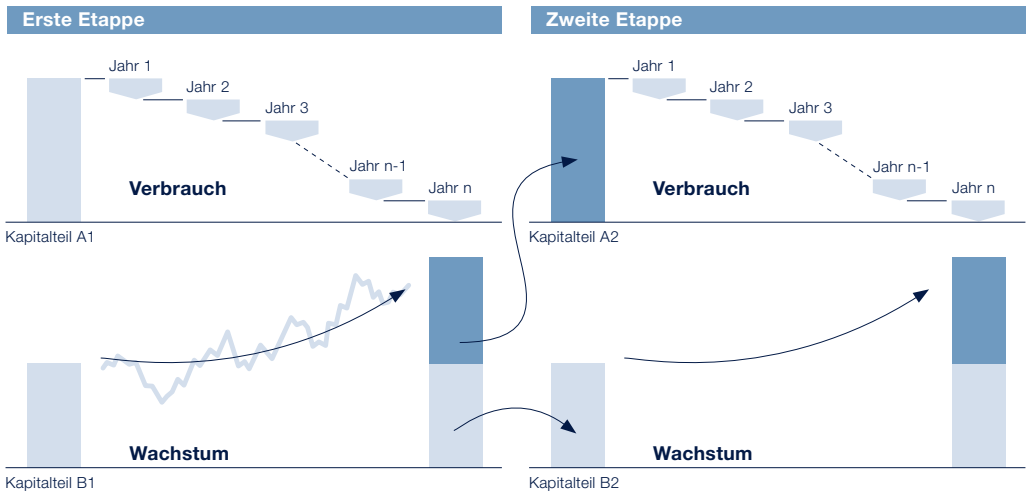 Erste Etappe
Jahr 1
Jahr 2
Jahr 3
Jahr n-1
Jahr n
Verbrauch
Kapitalteil A1
Wachstum
Kapitalteil B1
Zweite Etappe
Jahr 1
Jahr 2
Jahr 3
Jahr n-1
Jahr n
Verbrauch
Kapitalteil A2
Wachstum
Kapitalteil B2